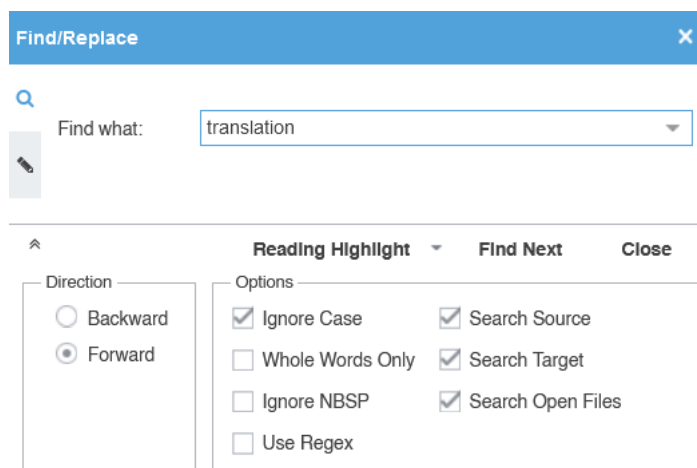 Find/Replace
Find what: translation
Reading Highlight Find Next Close
Direction Options
Backward Ignore Case Search Source
Forward Whole Words Only Search Target
Ignore NBSP Search Open Files
Use Regex